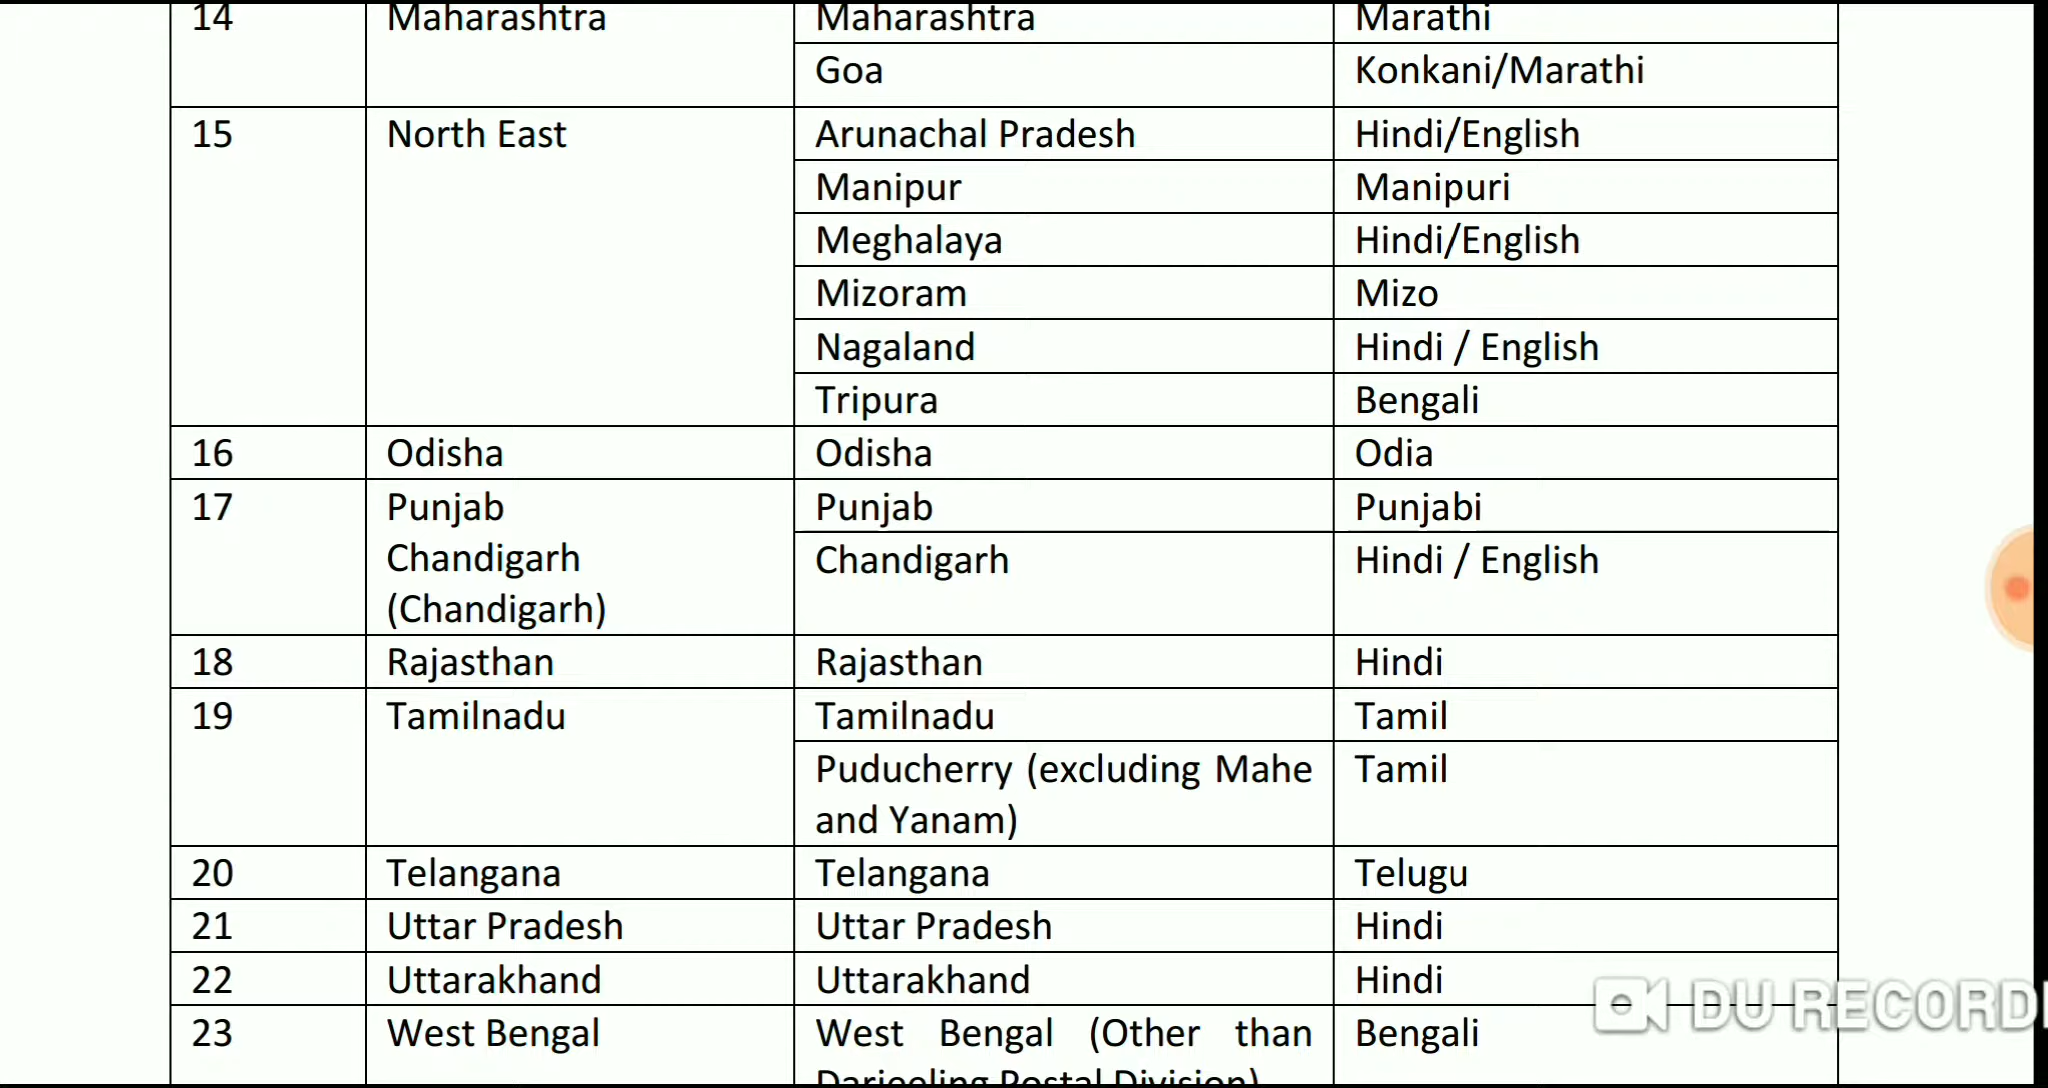 14 Maharashtra Maharashtra Marathi
Goa Konkani/Marathi
15 North East Arunachal Pradesh Hindi/English
Manipur Manipuri
Meghalaya Hindi/English
Mizoram Mizo
Nagaland Hindi / English
Tripura Bengali
16 Odisha Odisha Odia
17 Punjab Punjab Punjabi
Chandigarh Chandigarh Hindi / English
(Chandigarh)
18 Rajasthan Rajasthan Hindi
19 Tamilnadu Tamilnadu Tamil
Puducherry (excluding Mahe Tamil
and Yanam)
20 Telangana Telangana Telugu
21 Uttar Pradesh Uttar Pradesh Hindi
22 Uttarakhand Uttarakhand Hindi
DU RECORD
23 West Bengal West Bengal (Other than Bengali
Darjeeling Postal Division)